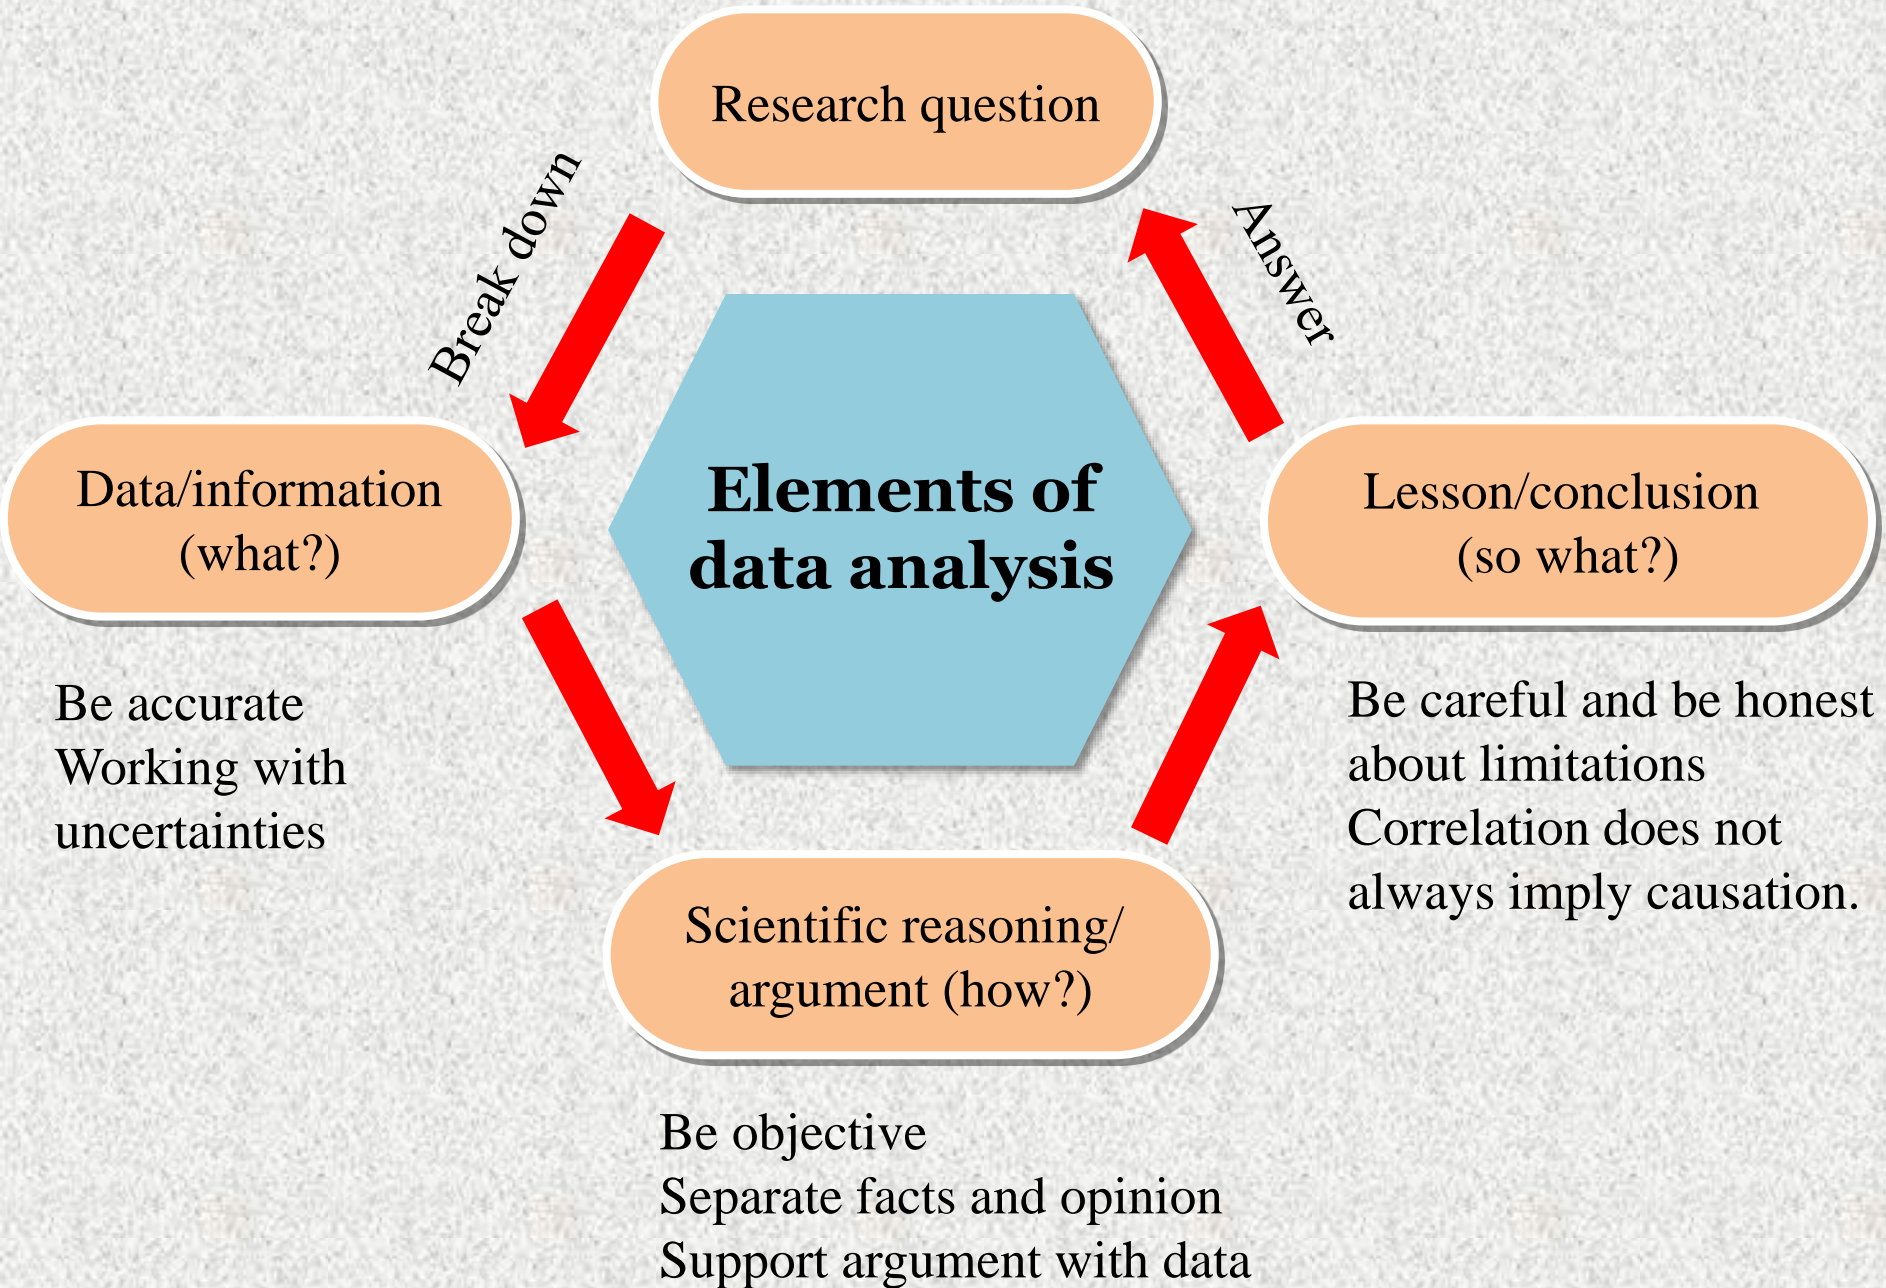 Research question
Break down
Answer
Data/information
(what?)
Elements of
data analysis
Lesson/conclusion
(so what?)
Be accurate
Working with
uncertainties
Be careful and be honest
about limitations
Correlation does not
always imply causation.
Scientific reasoning/
argument (how?)
Be objective
Separate facts and opinion
Support argument with data